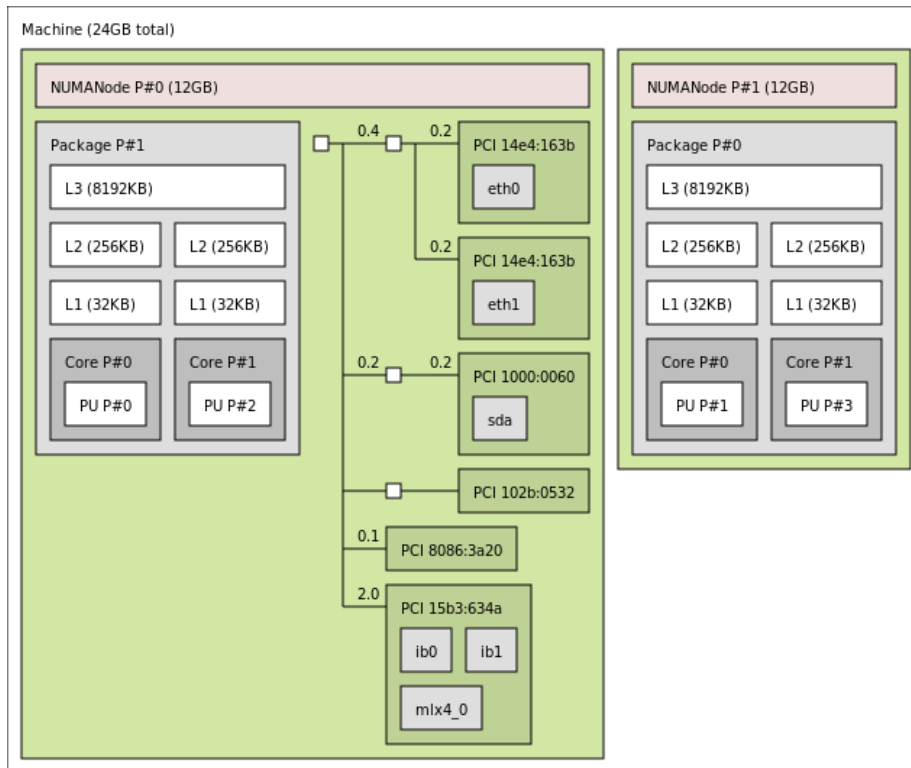 Machine (24GB total)
NUMANode P#0 (12GB)
Package P#1
L3 (8192KB)
L2 (256KB) L2 (256KB)
L1 (32KB) L1 (32KB)
Core P#0 Core P#1
PU P#0 PU P#2
0.4 0.2 PCI 14e4:163b
eth0
0.2 PCI 14e4:163b
eth1
0.2 0.2 PCI 1000:0060
sda
PCI 102b:0532
0.1 PCI 8086:3a20
2.0 PCI 15b3:634a
ib0 ib1
mlx4_0
NUMANode P#1 (12GB)
Package P#0
L3 (8192KB)
L2 (256KB) L2 (256KB)
L1 (32KB) L1 (32KB)
Core P#0 Core P#1
PU P#1 PU P#3